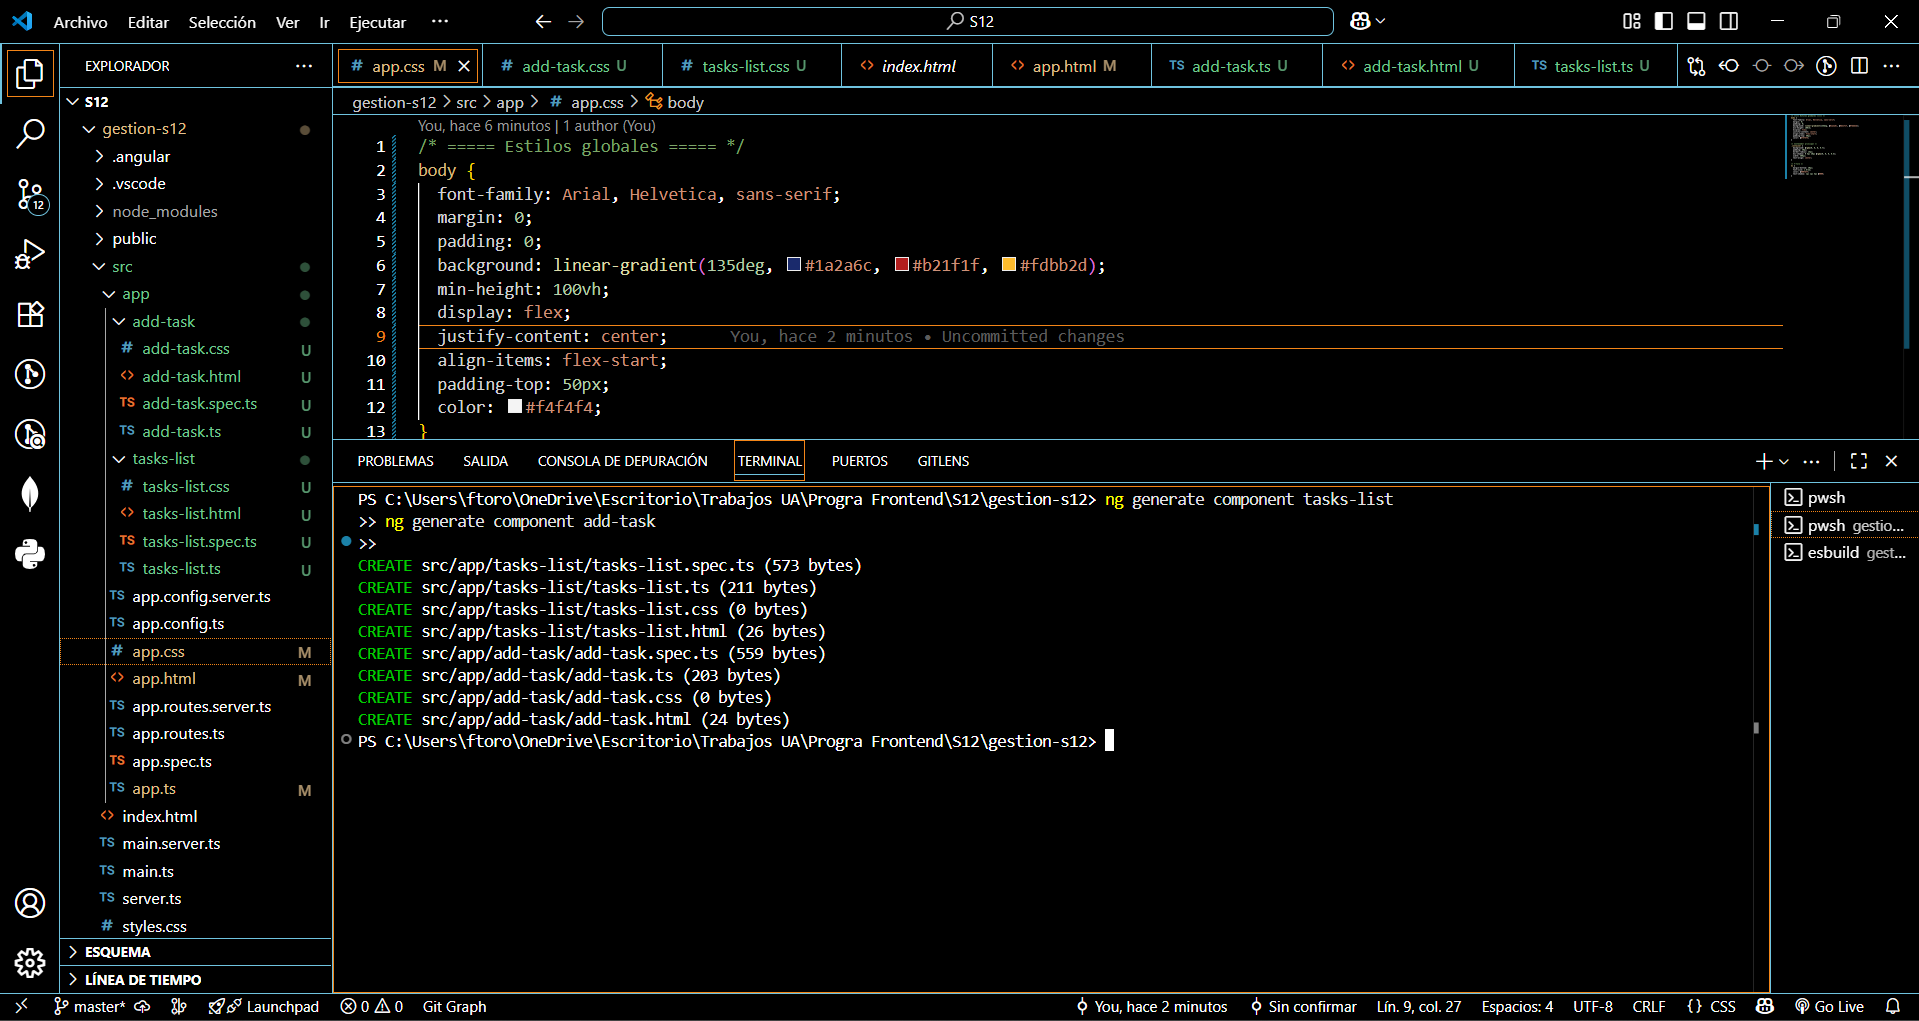 Archivo Editar Selección Ver Ir Ejecutar ··· S12
EXPLORADOR ···
S12
gestion-s12
.angular
.vscode
node_modules
public
src
app
add-task
# add-task.css U
<> add-task.html U
TS add-task.spec.ts U
TS add-task.ts U
tasks-list
# tasks-list.css U
<> tasks-list.html U
TS tasks-list.spec.ts U
TS tasks-list.ts U
TS app.config.server.ts
TS app.config.ts
# app.css M
<> app.html M
TS app.routes.server.ts
TS app.routes.ts
TS app.spec.ts
TS app.ts M
<> index.html
TS main.server.ts
TS main.ts
TS server.ts
# styles.css
ESQUEMA
LÍNEA DE TIEMPO
12
# app.css M # add-task.css U # tasks-list.css U <> index.html <> app.html M TS add-task.ts U <> add-task.html U TS tasks-list.ts U ···
gestion-s12 > src > app > # app.css > body
You, hace 6 minutos | 1 author (You)
1 /* ===== Estilos globales ===== */
2 body {
3 font-family: Arial, Helvetica, sans-serif;
4 margin: 0;
5 padding: 0;
6 background: linear-gradient(135deg, #1a2a6c, #b21f1f, #fdbb2d);
7 min-height: 100vh;
8 display: flex;
9 justify-content: center; You, hace 2 minutos • Uncommitted changes
10 align-items: flex-start;
11 padding-top: 50px;
12 color: #f4f4f4;
13 }
PROBLEMAS SALIDA CONSOLA DE DEPURACIÓN TERMINAL PUERTOS GITLENS
PS C:\Users\ftoro\OneDrive\Escritorio\Trabajos UA\Progra Frontend\S12\gestion-s12> ng generate component tasks-list
>> ng generate component add-task
>>
CREATE src/app/tasks-list/tasks-list.spec.ts (573 bytes)
CREATE src/app/tasks-list/tasks-list.ts (211 bytes)
CREATE src/app/tasks-list/tasks-list.css (0 bytes)
CREATE src/app/tasks-list/tasks-list.html (26 bytes)
CREATE src/app/add-task/add-task.spec.ts (559 bytes)
CREATE src/app/add-task/add-task.ts (203 bytes)
CREATE src/app/add-task/add-task.css (0 bytes)
CREATE src/app/add-task/add-task.html (24 bytes)
PS C:\Users\ftoro\OneDrive\Escritorio\Trabajos UA\Progra Frontend\S12\gestion-s12>
pwsh
pwsh gestio...
esbuild gest...
master* Launchpad 0 0 Git Graph You, hace 2 minutos Sin confirmar Lín. 9, col. 27 Espacios: 4 UTF-8 CRLF {} CSS Go Live